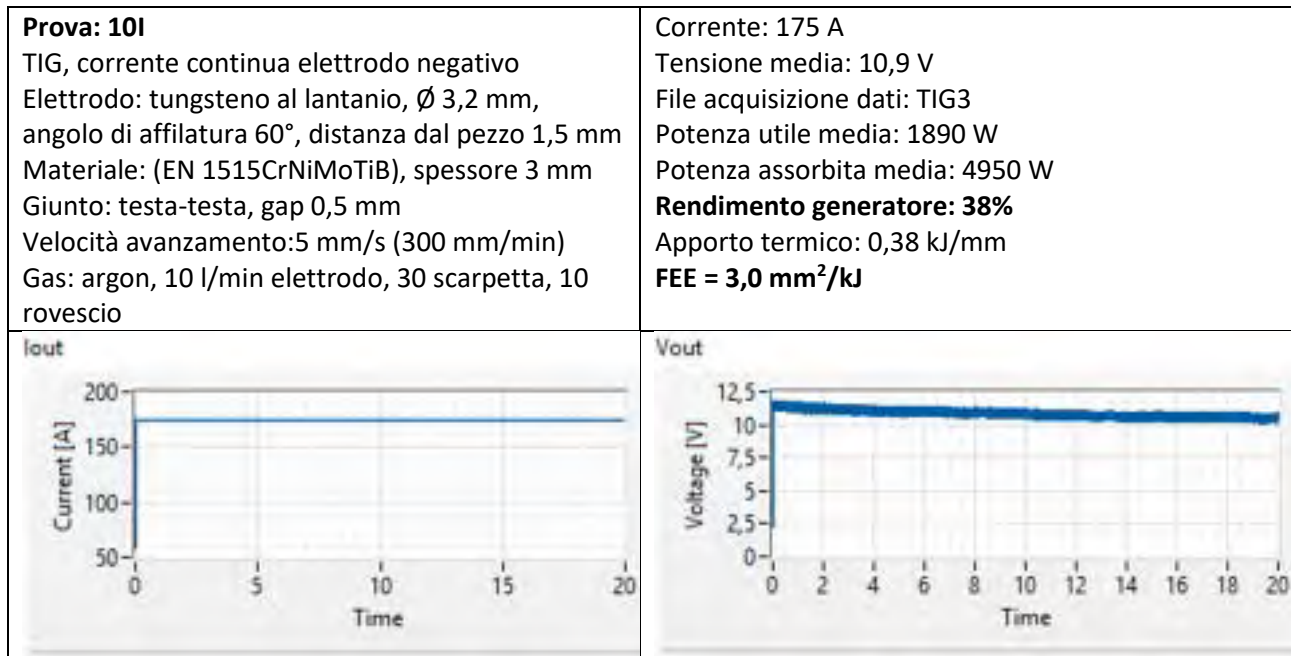 Prova: 10I
TIG, corrente continua elettrodo negativo
Elettrodo: tungsteno al lantanio, Ø 3,2 mm,
angolo di affilatura 60°, distanza dal pezzo 1,5 mm
Materiale: (EN 1515CrNiMoTiB), spessore 3 mm
Giunto: testa-testa, gap 0,5 mm
Velocità avanzamento:5 mm/s (300 mm/min)
Gas: argon, 10 l/min elettrodo, 30 scarpetta, 10
rovescio
Corrente: 175 A
Tensione media: 10,9 V
File acquisizione dati: TIG3
Potenza utile media: 1890 W
Potenza assorbita media: 4950 W
Rendimento generatore: 38%
Apporto termico: 0,38 kJ/mm
FEE = 3,0 mm²/kJ
Iout
Current [A]
200
150
100
50
0 5 10 15 20
Time
Vout
Voltage [V]
12,5
10
7,5
5
2,5
0
0 2 4 6 8 10 12 14 16 18 20
Time